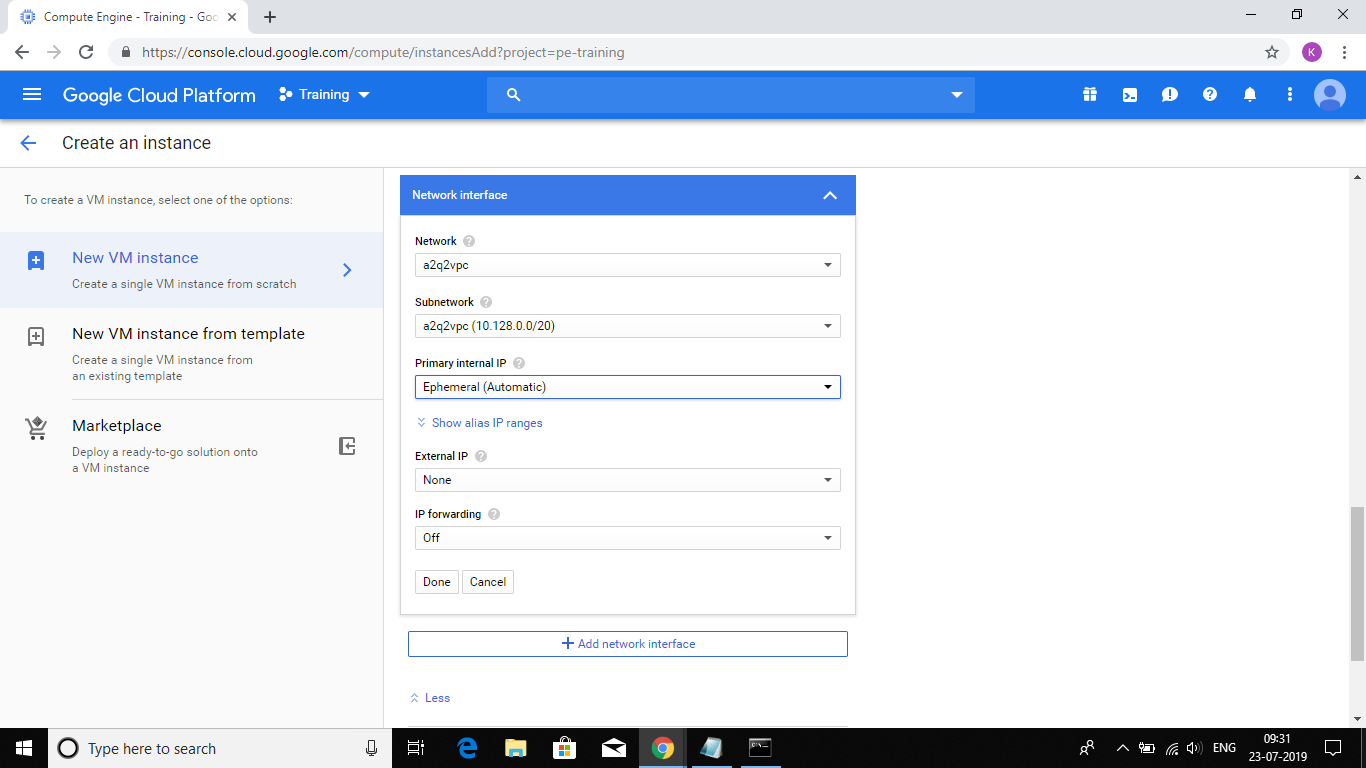 Compute Engine - Training - Goo
https://console.cloud.google.com/compute/instancesAdd?project=pe-training
K
Google Cloud Platform
Training
Create an instance
To create a VM instance, select one of the options:
New VM instance
Create a single VM instance from scratch
New VM instance from template
Create a single VM instance from
an existing template
Marketplace
Deploy a ready-to-go solution onto
a VM instance
Network interface
Network
a2q2vpc
Subnetwork
a2q2vpc (10.128.0.0/20)
Primary internal IP
Ephemeral (Automatic)
Show alias IP ranges
External IP
None
IP forwarding
Off
Done
Cancel
Add network interface
Less
Type here to search
ENG
09:31
23-07-2019